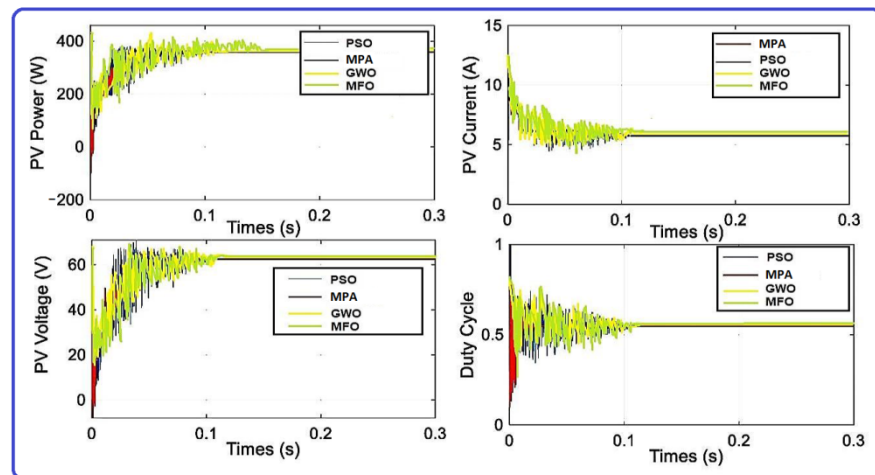 PV Power (W)
400
200
0
−200
0
0.1
0.2
0.3
Times (s)
PSO
MPA
GWO
MFO
PV Current (A)
15
10
5
0
0
0.1
0.2
0.3
Times (s)
MPA
PSO
GWO
MFO
PV Voltage (V)
60
40
20
0
0
0.1
0.2
0.3
Times (s)
PSO
MPA
GWO
MFO
Duty Cycle
1
0.5
0
0
0.1
0.2
0.3
Times (s)
PSO
MPA
GWO
MFO